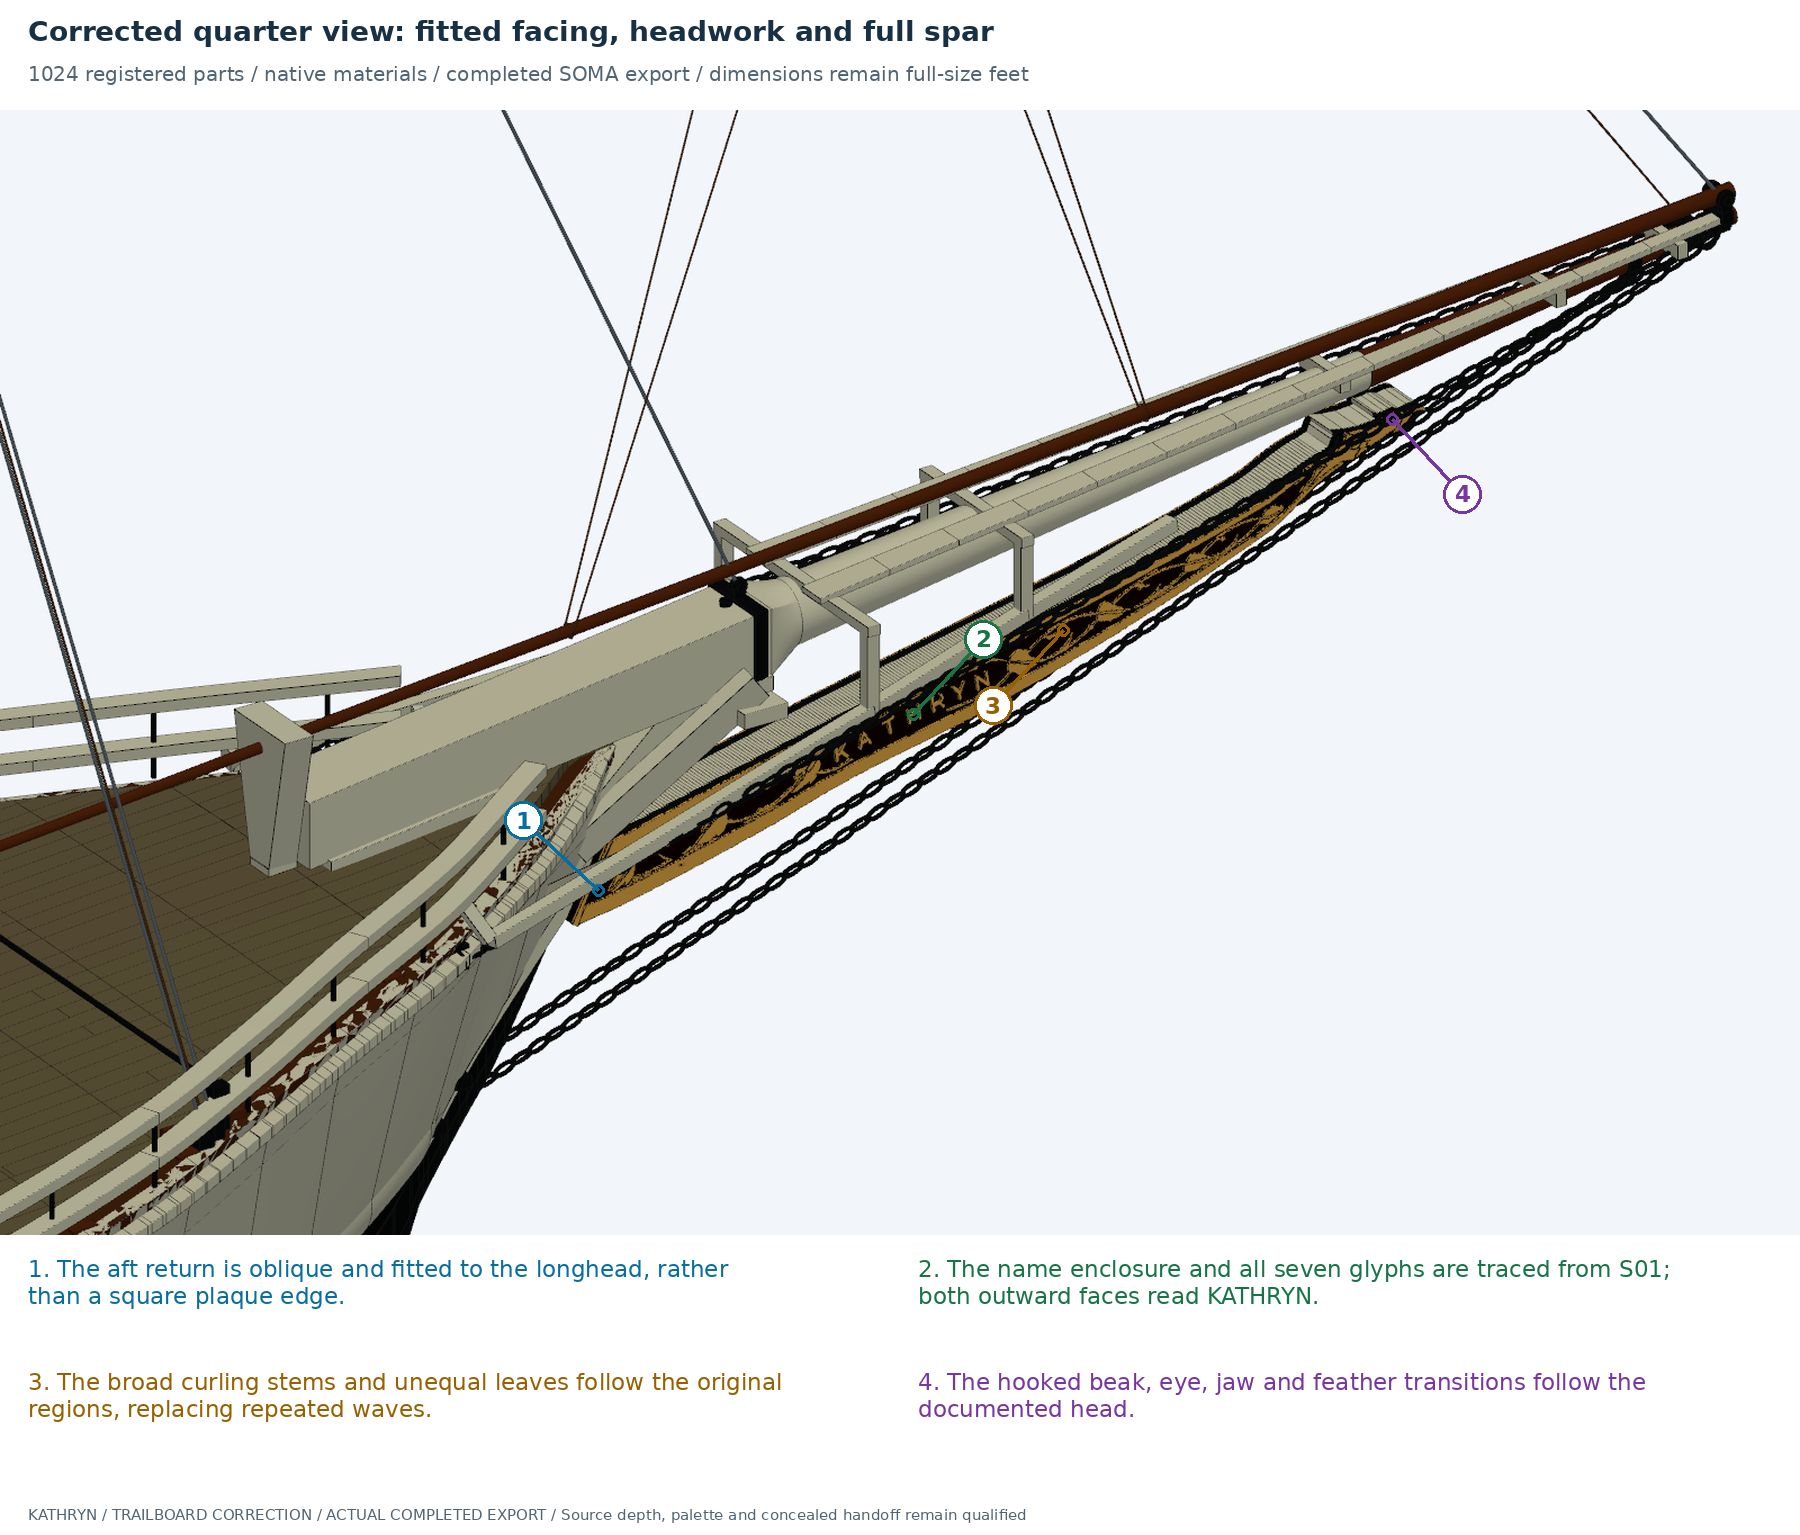 Corrected quarter view: fitted facing, headwork and full spar
1024 registered parts / native materials / completed SOMA export / dimensions remain full-size feet
4
2
3
KATHRYN
1
1. The aft return is oblique and fitted to the longhead, rather
than a square plaque edge.
2. The name enclosure and all seven glyphs are traced from S01;
both outward faces read KATHRYN.
3. The broad curling stems and unequal leaves follow the original
regions, replacing repeated waves.
4. The hooked beak, eye, jaw and feather transitions follow the
documented head.
KATHRYN / TRAILBOARD CORRECTION / ACTUAL COMPLETED EXPORT / Source depth, palette and concealed handoff remain qualified